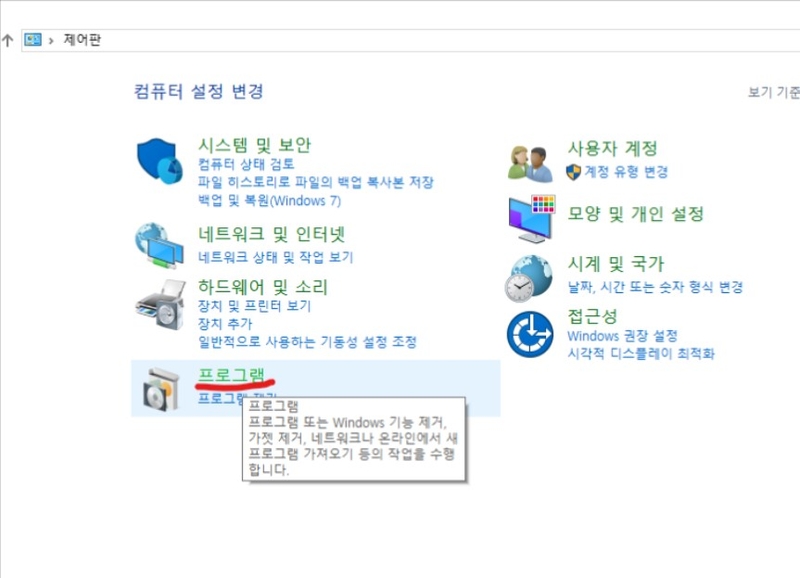 제어판
컴퓨터 설정 변경
보기 기준
시스템 및 보안
컴퓨터 상태 검토
파일 히스토리로 파일의 백업 복사본 저장
백업 및 복원(Windows 7)
네트워크 및 인터넷
네트워크 상태 및 작업 보기
하드웨어 및 소리
장치 및 프린터 보기
장치 추가
일반적으로 사용하는 기동성 설정 조정
프로그램
프로그램 제거
프로그램
프로그램 또는 Windows 기능 제거,
가젯 제거, 네트워크나 온라인에서 새
프로그램 가져오기 등의 작업을 수행
합니다.
사용자 계정
계정 유형 변경
모양 및 개인 설정
시계 및 국가
날짜, 시간 또는 숫자 형식 변경
접근성
Windows 권장 설정
시각적 디스플레이 최적화